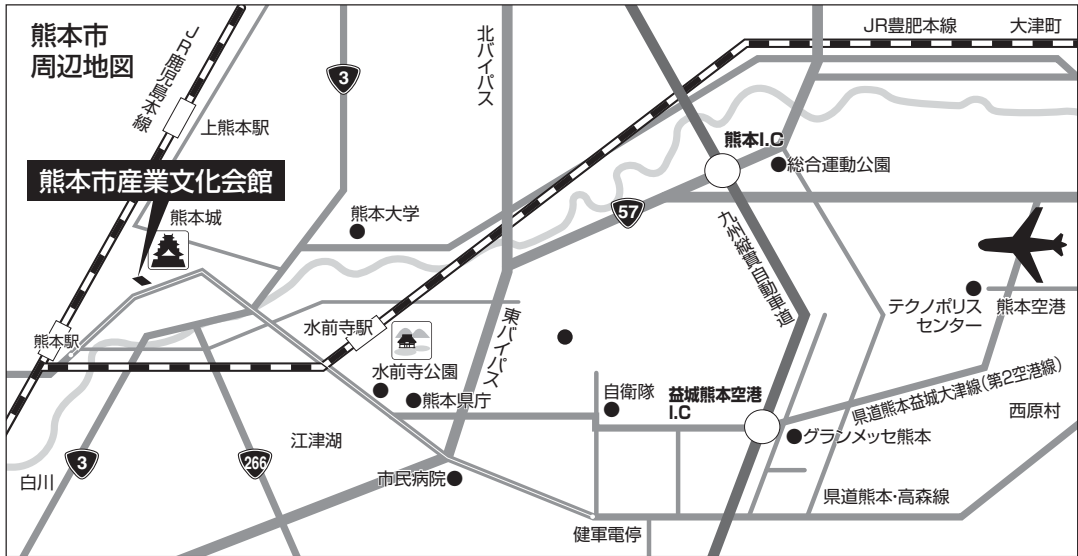 熊本市
周辺地図
JR鹿児島本線
上熊本駅
3
北バイパス
JR豊肥本線
大津町
熊本I.C
総合運動公園
熊本市産業文化会館
熊本城
熊本大学
57
九州縦貫自動車道
テクノポリス
センター
熊本空港
熊本駅
水前寺駅
水前寺公園
東バイパス
熊本県庁
自衛隊
益城熊本空港
I.C
県道熊本益城大津線(第2空港線)
西原村
グランメッセ熊本
江津湖
白川
3
266
市民病院
県道熊本・高森線
健軍電停